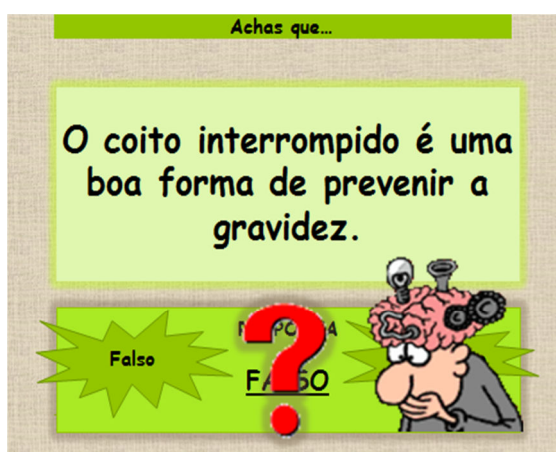 Achas que...
O coito interrompido é uma
boa forma de prevenir a
gravidez.
Falso
?